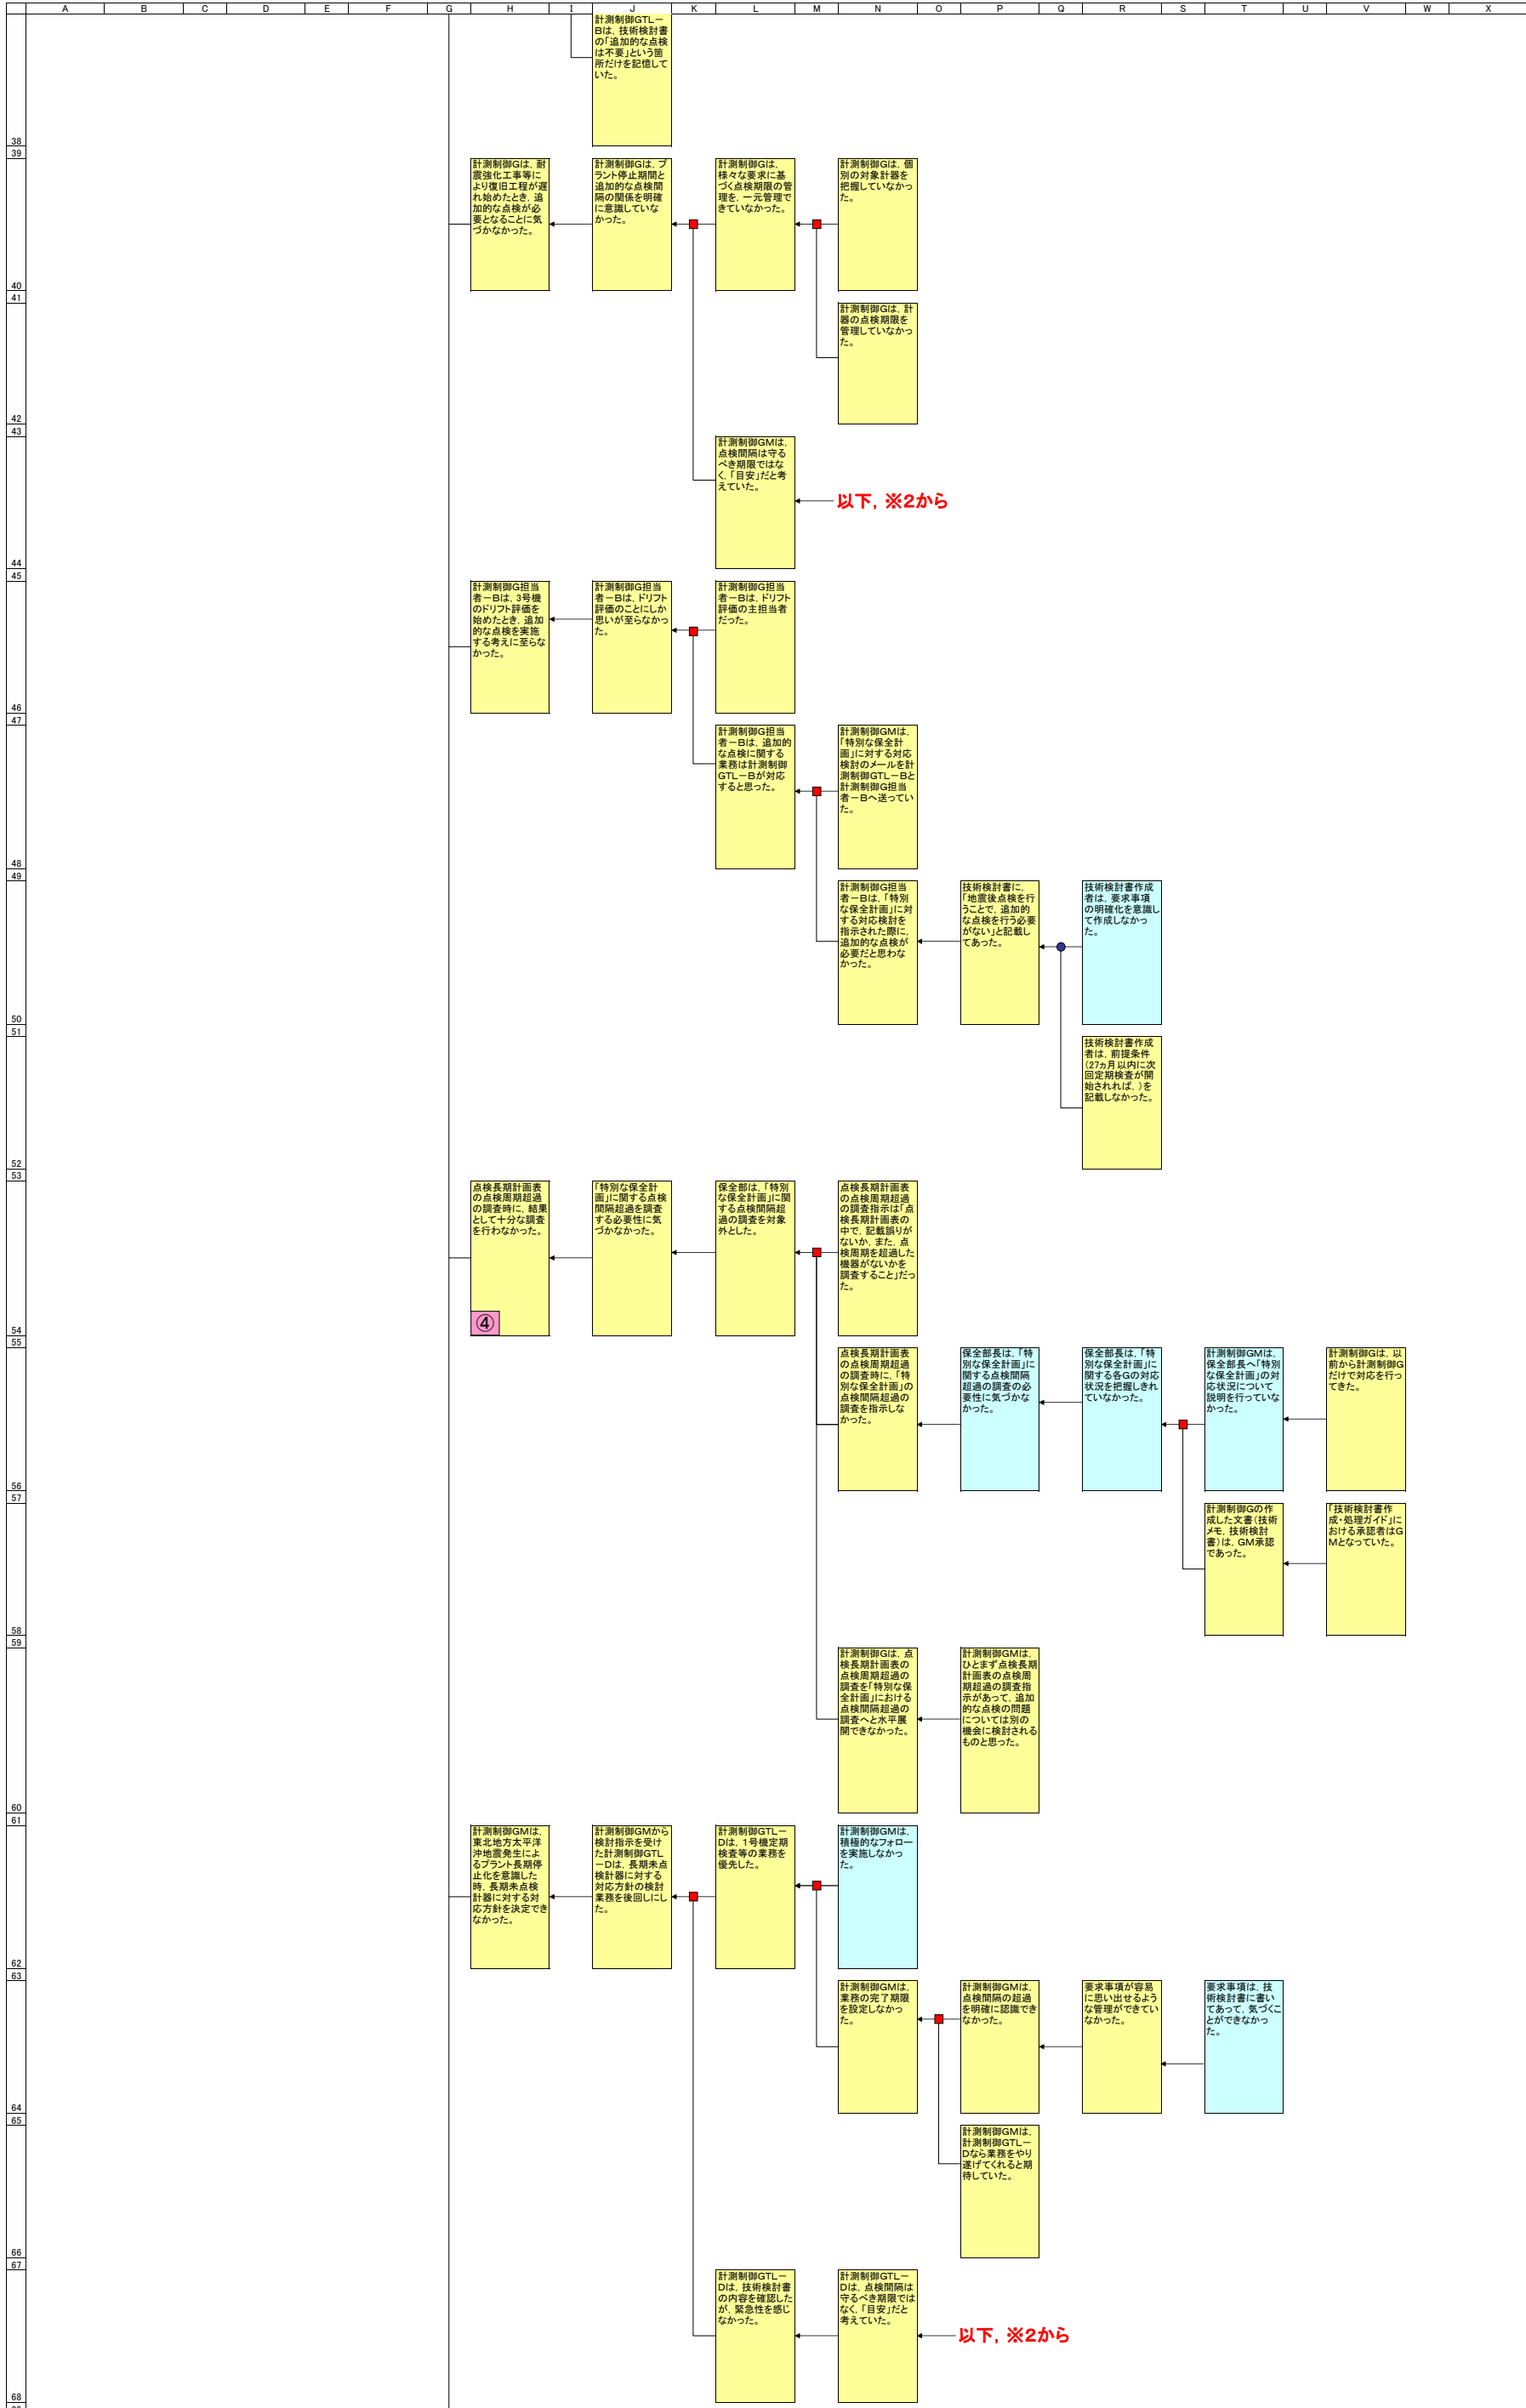 A B C D E F G H I J K L M N O P Q R S T U V W X
計測制御GTL－
Bは，技術検討書
の「追加的な点検
は不要」という箇
所だけを記憶して
いた。
38
39
計測制御Gは，耐
震強化工事等に
より復旧工程が遅
れ始めたとき，追
加的な点検が必
要となることに気
づかなかった。
計測制御Gは，プ
ラント停止期間と
追加的な点検間
隔の関係を明確
に意識していな
かった。
計測制御Gは，
様々な要求に基
づく点検期限の管
理を，一元管理で
きていなかった。
計測制御Gは，個
別の対象計器を
把握していなかっ
た。
40
41
計測制御Gは，計
器の点検期限を
管理していなかっ
た。
42
43
計測制御GMは，
点検間隔は守る
べき期限ではな
く，「目安」だと考
えていた。
以下，※2から
44
45
計測制御G担当
者－Bは，3号機
のドリフト評価を
始めたとき，追加
的な点検を実施
する考えに至らな
かった。
計測制御G担当
者－Bは，ドリフト
評価のことにしか
思いが至らなかっ
た。
計測制御G担当
者－Bは，ドリフト
評価の主担当者
だった。
46
47
計測制御G担当
者－Bは，追加的
な点検に関する
業務は計測制御
GTL－Bが対応
すると思った。
計測制御GMは，
「特別な保全計
画」に対する対応
検討のメールを計
測制御GTL－Bと
計測制御G担当
者－Bへ送ってい
た。
48
49
計測制御G担当
者－Bは，「特別
な保全計画」に対
する対応検討を
指示された際に，
追加的な点検が
必要だと思わな
かった。
技術検討書に，
「地震後点検を行
うことで，追加的
な点検を行う必要
がない」と記載し
てあった。
技術検討書作成
者は，要求事項
の明確化を意識し
て作成しなかっ
た。
50
51
技術検討書作成
者は，前提条件
（27ヵ月以内に次
回定期検査が開
始されれば，）を
記載しなかった。
52
53
点検長期計画表
の点検周期超過
の調査時に，結果
として十分な調査
を行わなかった。
④
「特別な保全計
画」に関する点検
間隔超過を調査
する必要性に気
づかなかった。
保全部は，「特別
な保全計画」に関
する点検間隔超
過の調査を対象
外とした。
点検長期計画表
の点検周期超過
の調査指示は「点
検長期計画表の
中で，記載誤りが
ないか，また，点
検周期を超過した
機器がないかを
調査すること」だっ
た。
54
55
点検長期計画表
の点検周期超過
の調査時に，「特
別な保全計画」の
点検間隔超過の
調査を指示しな
かった。
保全部長は，「特
別な保全計画」に
関する点検間隔
超過の調査の必
要性に気づかな
かった。
保全部長は，「特
別な保全計画」に
関する各Gの対応
状況を把握しきれ
ていなかった。
計測制御GMは，
保全部長へ「特別
な保全計画」の対
応状況について
説明を行っていな
かった。
計測制御Gは，以
前から計測制御G
だけで対応を行っ
てきた。
56
57
計測制御Gの作
成した文書（技術
メモ，技術検討
書）は，GM承認
であった。
「技術検討書作
成・処理ガイド」に
おける承認者はG
Mとなっていた。
58
59
計測制御Gは，点
検長期計画表の
点検周期超過の
調査を「特別な保
全計画」における
点検間隔超過の
調査へと水平展
開できなかった。
計測制御GMは，
ひとまず点検長期
計画表の点検周
期超過の調査指
示があって，追加
的な点検の問題
については別の
機会に検討される
ものと思った。
60
61
計測制御GMは，
東北地方太平洋
沖地震発生によ
るプラント長期停
止化を意識した
時，長期未点検
計器に対する対
応方針を決定でき
なかった。
計測制御GMから
検討指示を受け
た計測制御GTL
－Dは，長期未点
検計器に対する
対応方針の検討
業務を後回しにし
た。
計測制御GTL－
Dは，1号機定期
検査等の業務を
優先した。
計測制御GMは，
積極的なフォロー
を実施しなかっ
た。
62
63
計測制御GMは，
業務の完了期限
を設定しなかっ
た。
計測制御GMは，
点検間隔の超過
を明確に認識でき
なかった。
要求事項が容易
に思い出せるよう
な管理ができてい
なかった。
要求事項は，技
術検討書に書い
てあって，気づくこ
とができなかっ
た。
64
65
計測制御GMは，
計測制御GTL－
Dなら業務をやり
遂げてくれると期
待していた。
66
67
計測制御GTL－
Dは，技術検討書
の内容を確認した
が，緊急性を感じ
なかった。
計測制御GTL－
Dは，点検間隔は
守るべき期限では
なく，「目安」だと
考えていた。
以下，※2から
68